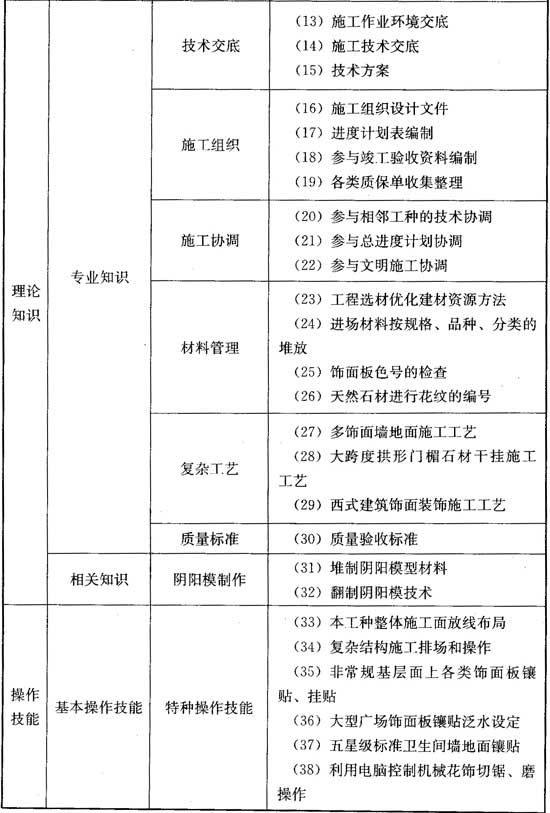 理论
知识
专业知识
技术交底
(13) 施工作业环境交底
(14) 施工技术交底
(15) 技术方案
施工组织
(16) 施工组织设计文件
(17) 进度计划表编制
(18) 参与竣工验收资料编制
(19) 各类质保单收集整理
施工协调
(20) 参与相邻工种的技术协调
(21) 参与总进度计划协调
(22) 参与文明施工协调
材料管理
(23) 工程选材优化建材资源方法
(24) 进场材料按规格、品种、分类的
堆放
(25) 饰面板色号的检查
(26) 天然石材进行花纹的编号
复杂工艺
(27) 多饰面墙地面施工工艺
(28) 大跨度拱形门楣石材干挂施工
工艺
(29) 西式建筑饰面装饰施工工艺
质量标准
(30) 质量验收标准
相关知识
阴阳模制作
(31) 堆制阴阳模型材料
(32) 翻制阴阳模技术
操作
技能
基本操作技能
特种操作技能
(33) 本工种整体施工面放线布局
(34) 复杂结构施工排场和操作
(35) 非常规基层面上各类饰面板镶
贴、挂贴
(36) 大型广场饰面板镶贴泛水设定
(37) 五星级标准卫生间墙地面镶贴
(38) 利用电脑控制机械花饰切锯、磨
操作